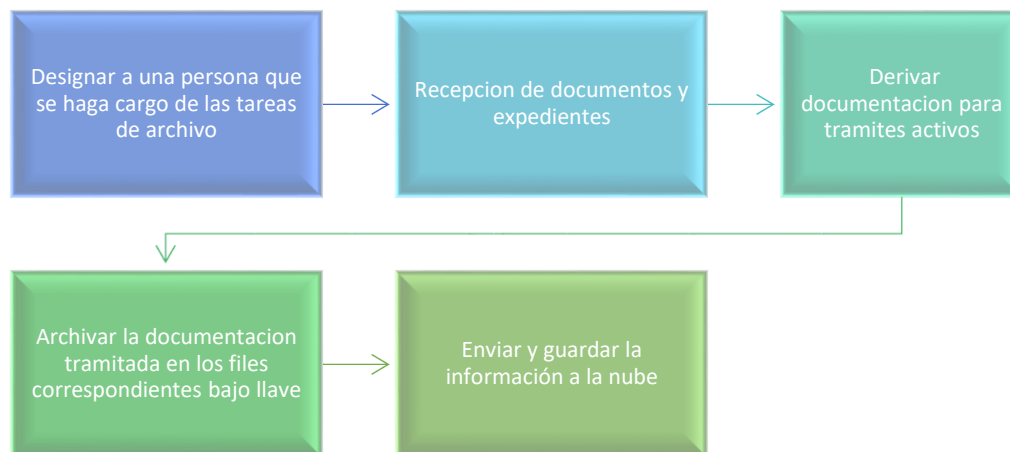 Designar a una persona que
se haga cargo de las tareas
de archivo
Recepcion de documentos y
expedientes
Derivar
documentacion para
tramites activos
Archivar la documentacion
tramitada en los files
correspondientes bajo llave
Enviar y guardar la
información a la nube